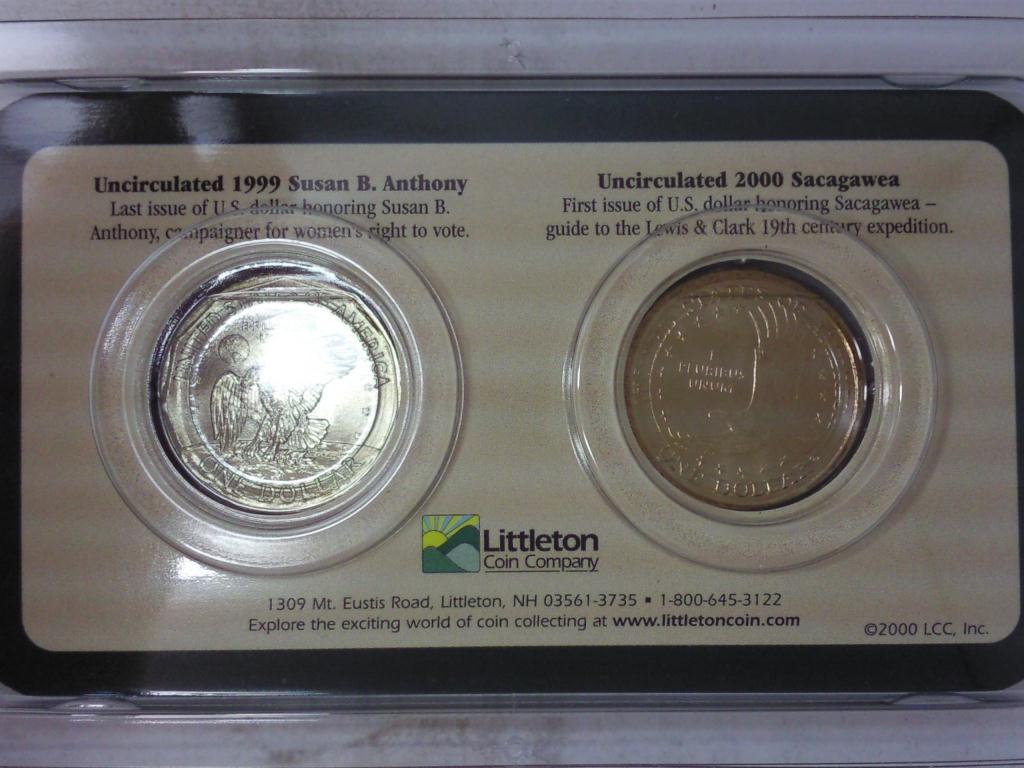 Uncirculated 1999 Susan B. Anthony
Last issue of U.S. dollar honoring Susan B.
Anthony, campaigner for women's right to vote.
Uncirculated 2000 Sacagawea
First issue of U.S. dollar honoring Sacagawea –
guide to the Lewis & Clark 19th century expedition.
UNITED STATES OF AMERICA
ONE DOLLAR
E
PLURIBUS
UNUM
ONE DOLLAR
Littleton
Coin Company
1309 Mt. Eustis Road, Littleton, NH 03561-3735 ▪ 1-800-645-3122
Explore the exciting world of coin collecting at www.littletoncoin.com
©2000 LCC, Inc.